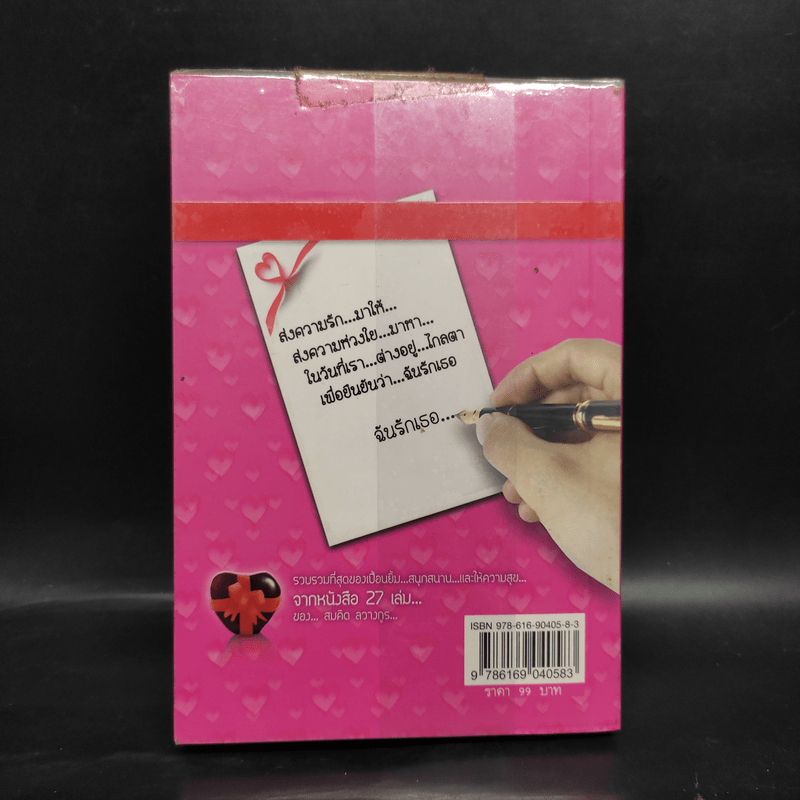 ส่งความรัก...มาให้...
ส่งความห่วงใย...มาหา...
ในวันที่เรา...ต่างอยู่...ไกลตา
เพื่อยืนยันว่า...ฉันรักเธอ
ฉันรักเธอ...
รวบรวมที่สุดของเปื้อนยิ้ม...สนุกสนาน...และให้ความสุข...
จากหนังสือ 27 เล่ม...
ของ... สมคิด ลวางกูร...
ISBN 978-616-90405-8-3
9 786169 040583
ราคา 99 บาท